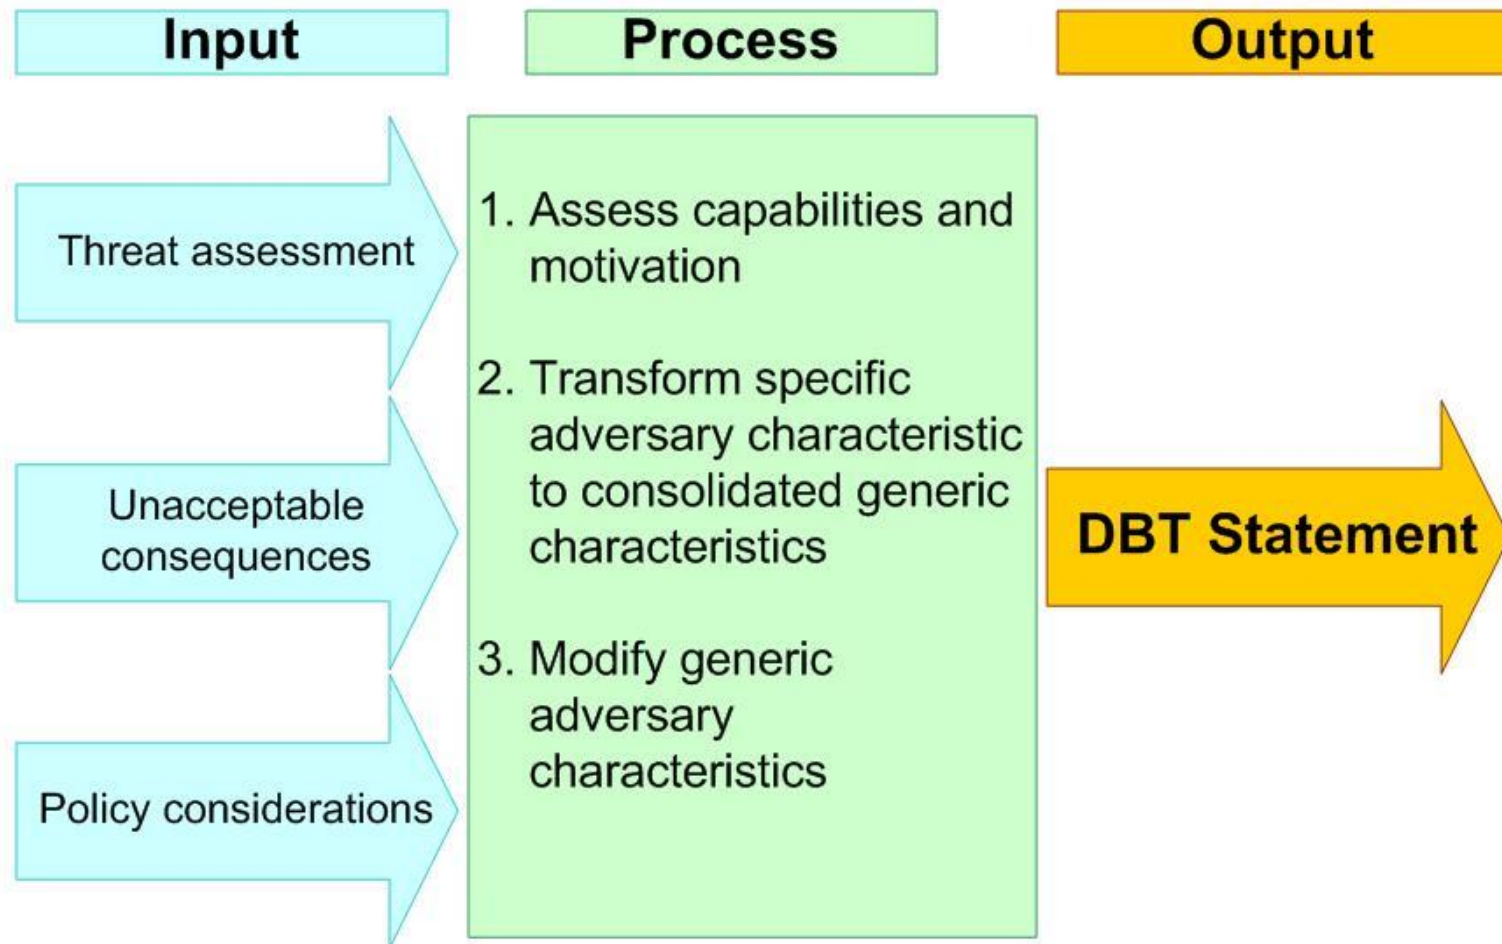 Input
Process
Output
Threat assessment
Unacceptable
consequences
Policy considerations
1. Assess capabilities and
motivation
2. Transform specific
adversary characteristic
to consolidated generic
characteristics
3. Modify generic
adversary
characteristics
DBT Statement